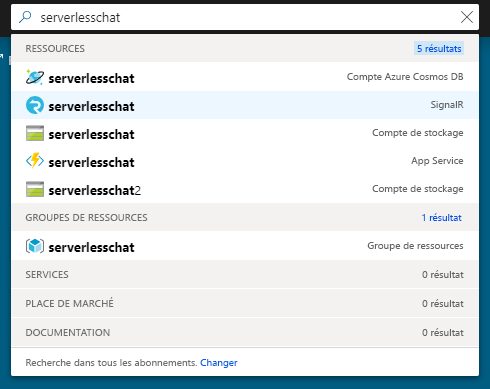 serverlesschat
RESSOURCES 5 résultats
serverlesschat Compte Azure Cosmos DB
serverlesschat SignalR
serverlesschat Compte de stockage
serverlesschat App Service
serverlesschat2 Compte de stockage
GROUPES DE RESSOURCES 1 résultat
serverlesschat Groupe de ressources
SERVICES 0 résultat
PLACE DE MARCHÉ 0 résultat
DOCUMENTATION 0 résultat
Recherche dans tous les abonnements. Changer